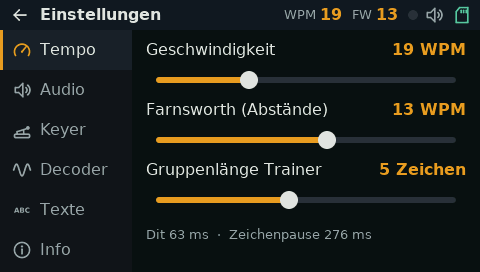 Einstellungen WPM 19 FW 13
Tempo
Audio
Keyer
Decoder
ABC Texte
Info
Geschwindigkeit 19 WPM
Farnsworth (Abstände) 13 WPM
Gruppenlänge Trainer 5 Zeichen
Dit 63 ms · Zeichenpause 276 ms